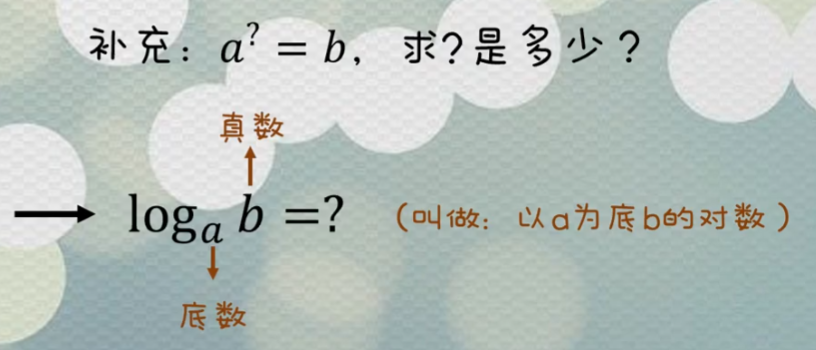 补充：a^? = b，求?是多少？
真数
log_a b =?（叫做：以a为底b的对数）
底数